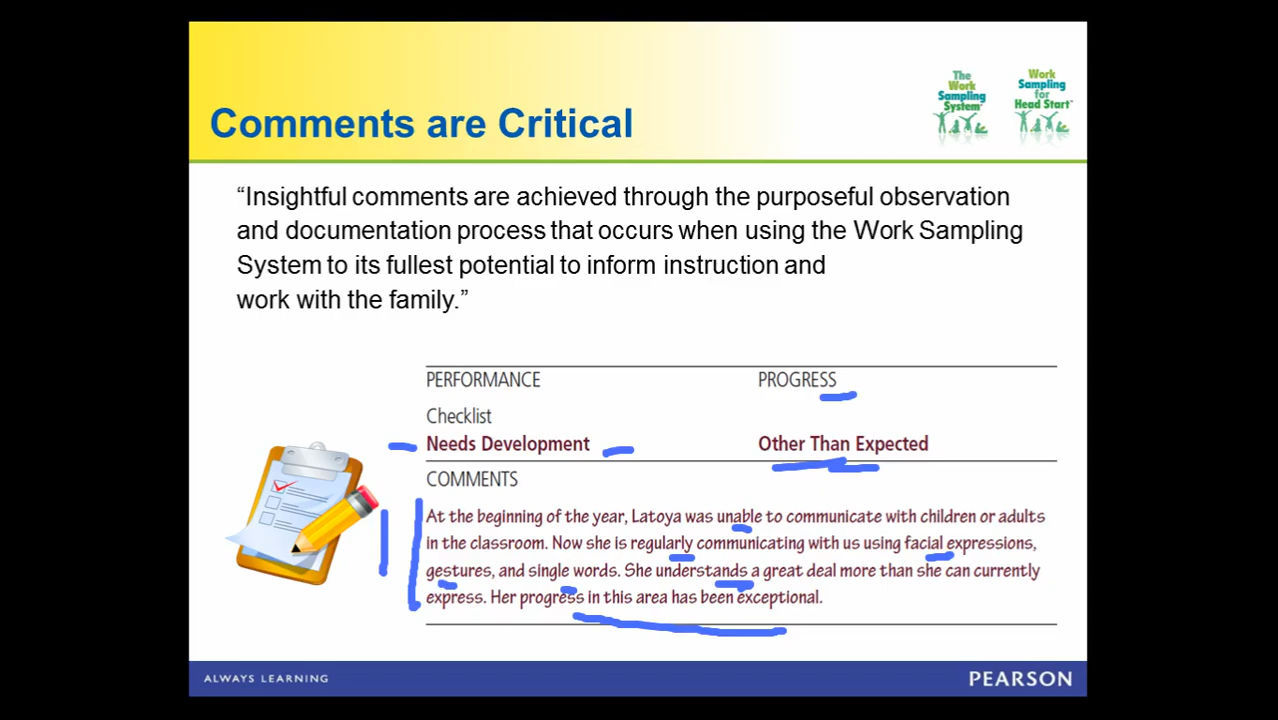 The
Work
Sampling
System™
Work
Sampling
for
Head Start™
Comments are Critical
“Insightful comments are achieved through the purposeful observation
and documentation process that occurs when using the Work Sampling
System to its fullest potential to inform instruction and
work with the family.”
PERFORMANCE PROGRESS
Checklist
Needs Development Other Than Expected
COMMENTS
At the beginning of the year, Latoya was unable to communicate with children or adults
in the classroom. Now she is regularly communicating with us using facial expressions,
gestures, and single words. She understands a great deal more than she can currently
express. Her progress in this area has been exceptional.
ALWAYS LEARNING PEARSON